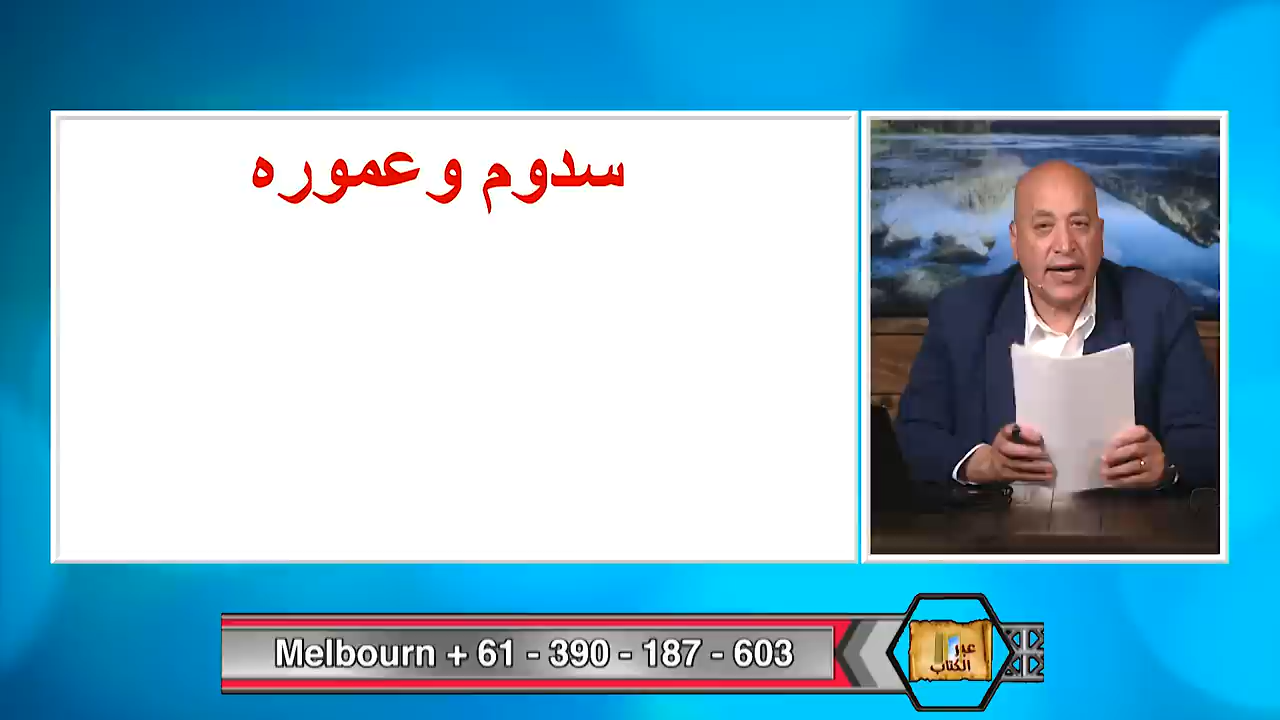 سدوم وعموره
Melbourn + 61 - 390 - 187 - 603
عبر
الكتاب